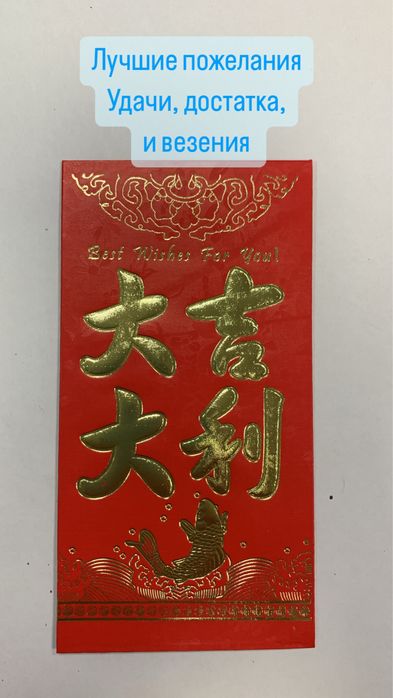 Лучшие пожелания
Удачи, достатка,
и везения
Best Wishes For You!
大吉
大利